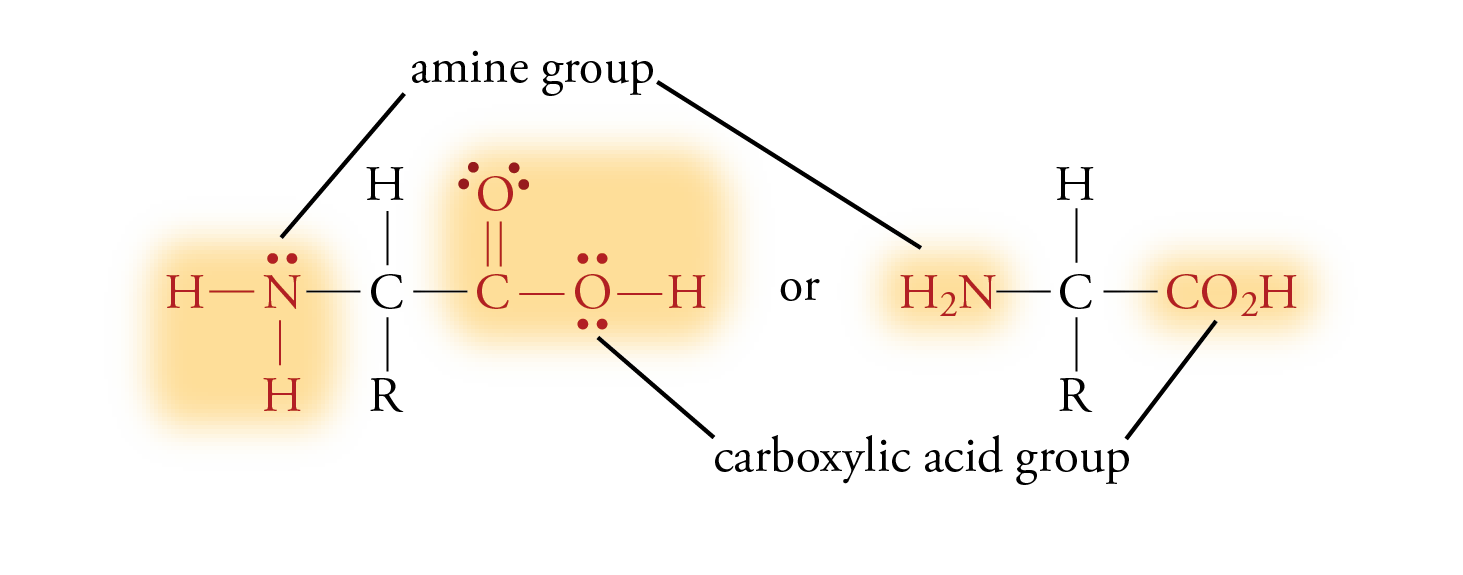 amine group
H O
H—N—C—C—O—H or H₂N—C—CO₂H
H R R
carboxylic acid group